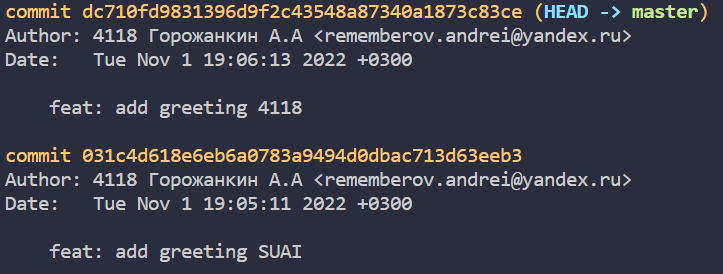 commit dc710fd9831396d9f2c43548a87340a1873c83ce (HEAD -> master)
Author: 4118 Горожанкин А.А <rememberov.andrei@yandex.ru>
Date:   Tue Nov 1 19:06:13 2022 +0300
    feat: add greeting 4118
commit 031c4d618e6eb6a0783a9494d0dbac713d63eeb3
Author: 4118 Горожанкин А.А <rememberov.andrei@yandex.ru>
Date:   Tue Nov 1 19:05:11 2022 +0300
    feat: add greeting SUAI